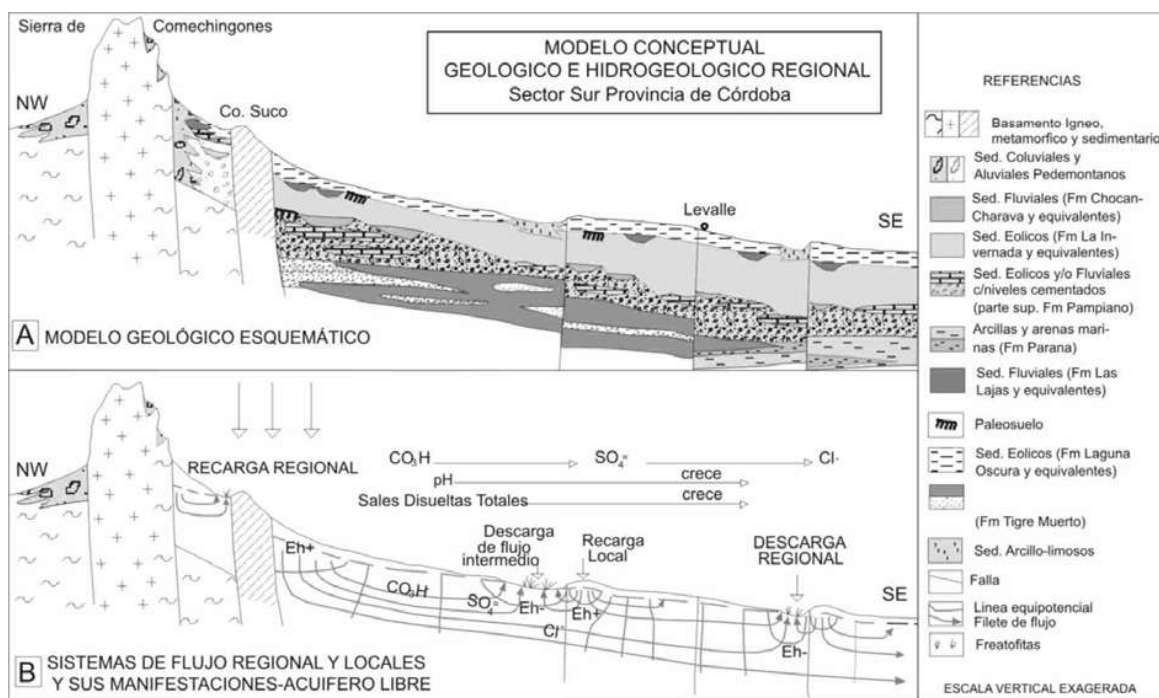 Sierra de Comechingones
MODELO CONCEPTUAL
GEOLOGICO E HIDROGEOLOGICO REGIONAL
Sector Sur Provincia de Córdoba
NW
Co. Suco
Levalle
SE
A MODELO GEOLÓGICO ESQUEMÁTICO
NW
RECARGA REGIONAL
CO₃H SO₄= Cl-
pH crece
Sales Disueltas Totales crece
Eh+
Descarga
de flujo
intermedio
Recarga
Local
DESCARGA
REGIONAL
CO₃H
SO₄=
Eh-
Eh+
Cl-
Eh-
SE
B SISTEMAS DE FLUJO REGIONAL Y LOCALES
Y SUS MANIFESTACIONES-ACUIFERO LIBRE
REFERENCIAS
Basamento Igneo,
metamorfico y sedimentario
Sed. Coluviales y
Aluviales Pedemontanos
Sed. Fluviales (Fm Chocan-
Charava y equivalentes)
Sed. Eolicos (Fm La In-
vernada y equivalentes)
Sed. Eolicos y/o Fluviales
c/niveles cementados
(parte sup. Fm Pampiano)
Arcillas y arenas mari-
nas (Fm Parana)
Sed. Fluviales (Fm Las
Lajas y equivalentes)
Paleosuelo
Sed. Eolicos (Fm Laguna
Oscura y equivalentes)
(Fm Tigre Muerto)
Sed. Arcillo-limosos
Falla
Linea equipotencial
Filete de flujo
Freatofitas
ESCALA VERTICAL EXAGERADA